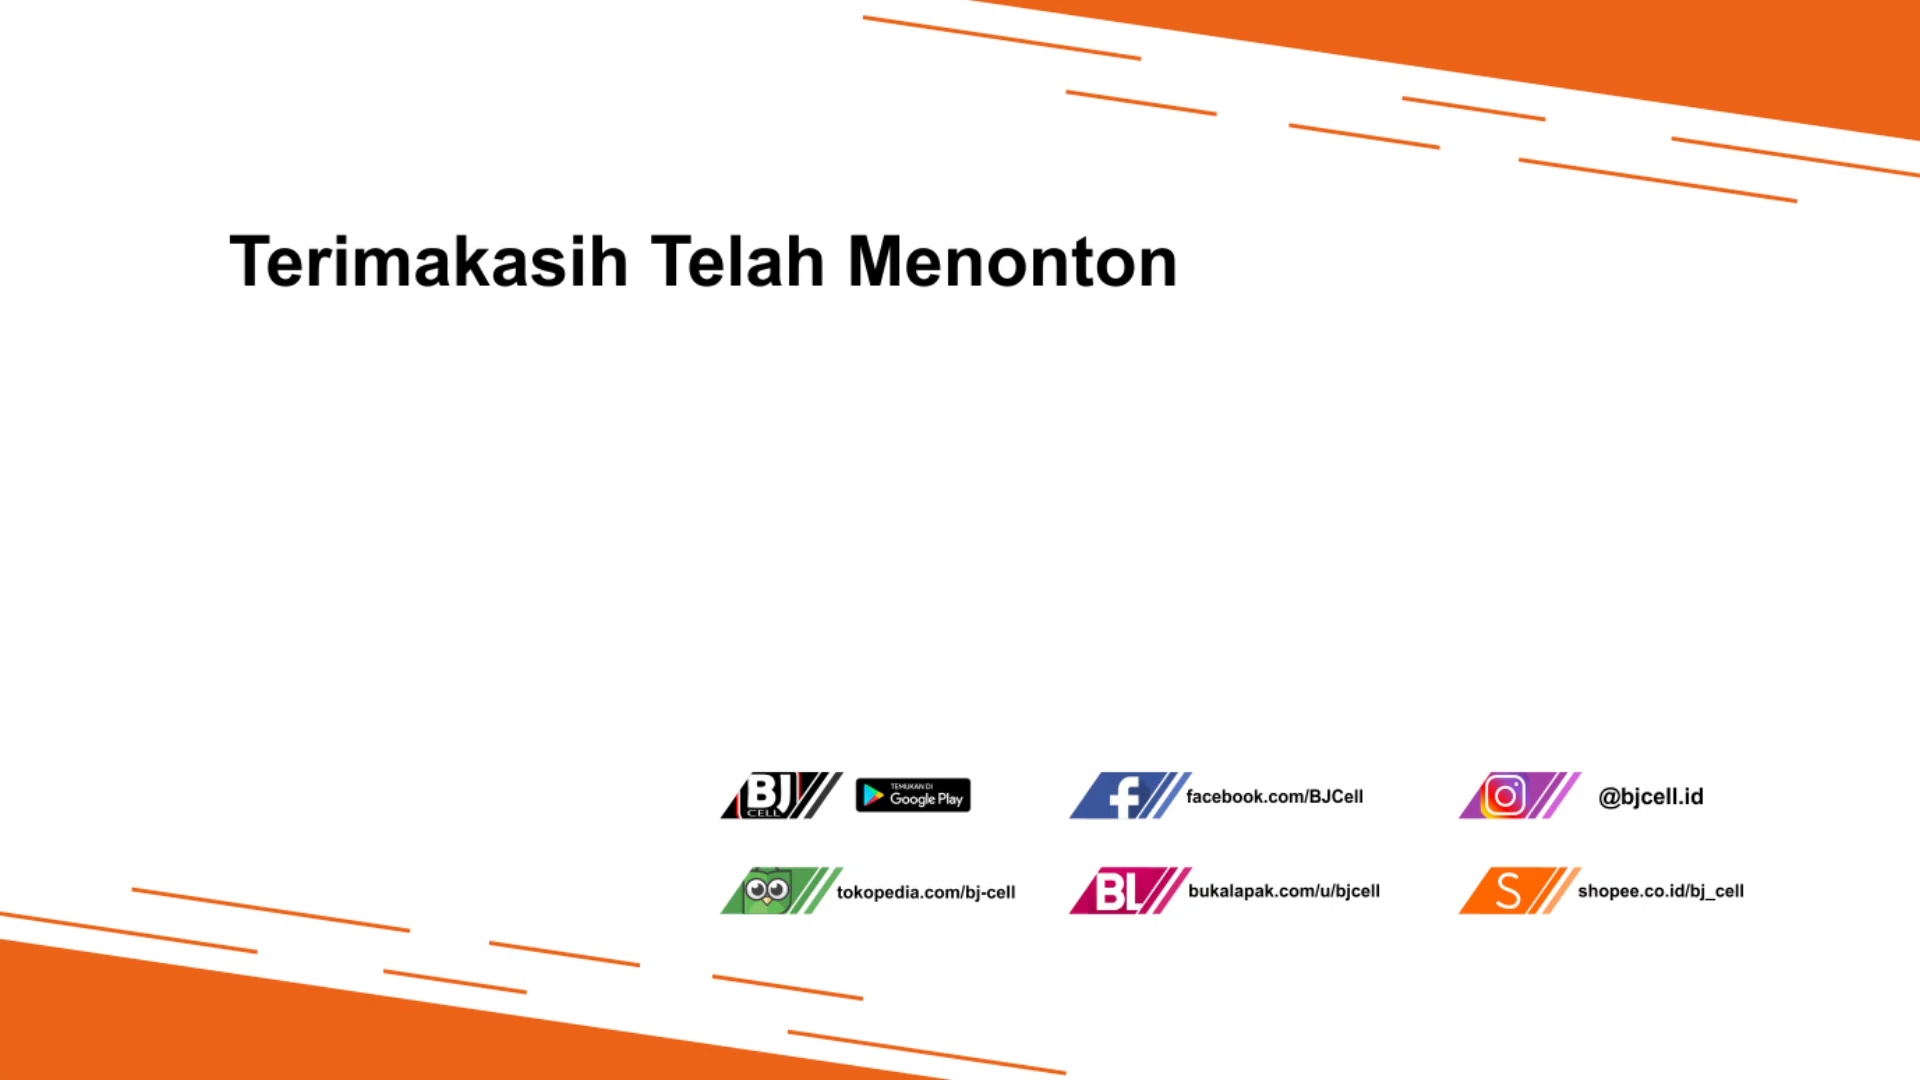 Terimakasih Telah Menonton
BJ
CELL
TEMUKAN DI
Google Play
facebook.com/BJCell
@bjcell.id
tokopedia.com/bj-cell
BL
bukalapak.com/u/bjcell
S
shopee.co.id/bj_cell